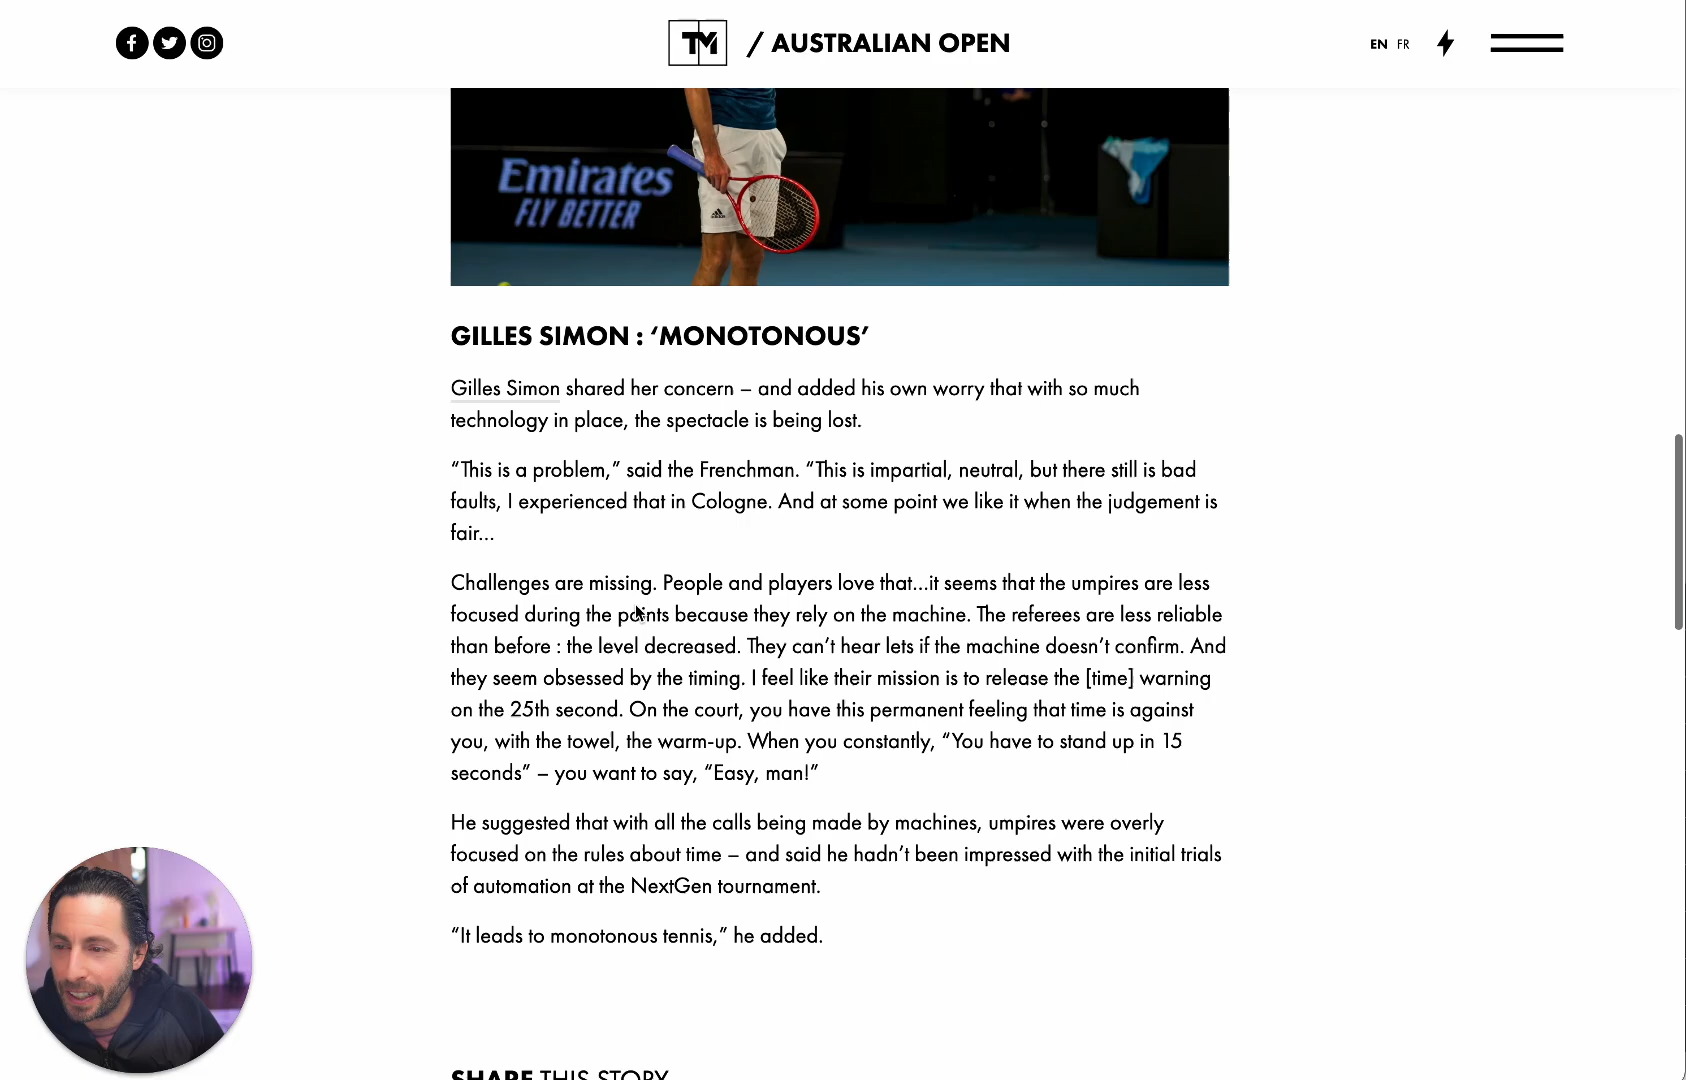 TM / AUSTRALIAN OPEN
EN FR
Emirates
FLY BETTER
GILLES SIMON : ‘MONOTONOUS’
Gilles Simon shared her concern – and added his own worry that with so much
technology in place, the spectacle is being lost.
“This is a problem,” said the Frenchman. “This is impartial, neutral, but there still is bad
faults, I experienced that in Cologne. And at some point we like it when the judgement is
fair...
Challenges are missing. People and players love that...it seems that the umpires are less
focused during the points because they rely on the machine. The referees are less reliable
than before : the level decreased. They can’t hear lets if the machine doesn’t confirm. And
they seem obsessed by the timing. I feel like their mission is to release the [time] warning
on the 25th second. On the court, you have this permanent feeling that time is against
you, with the towel, the warm-up. When you constantly, “You have to stand up in 15
seconds” – you want to say, “Easy, man!”
He suggested that with all the calls being made by machines, umpires were overly
focused on the rules about time – and said he hadn’t been impressed with the initial trials
of automation at the NextGen tournament.
“It leads to monotonous tennis,” he added.
SHARE THIS STORY